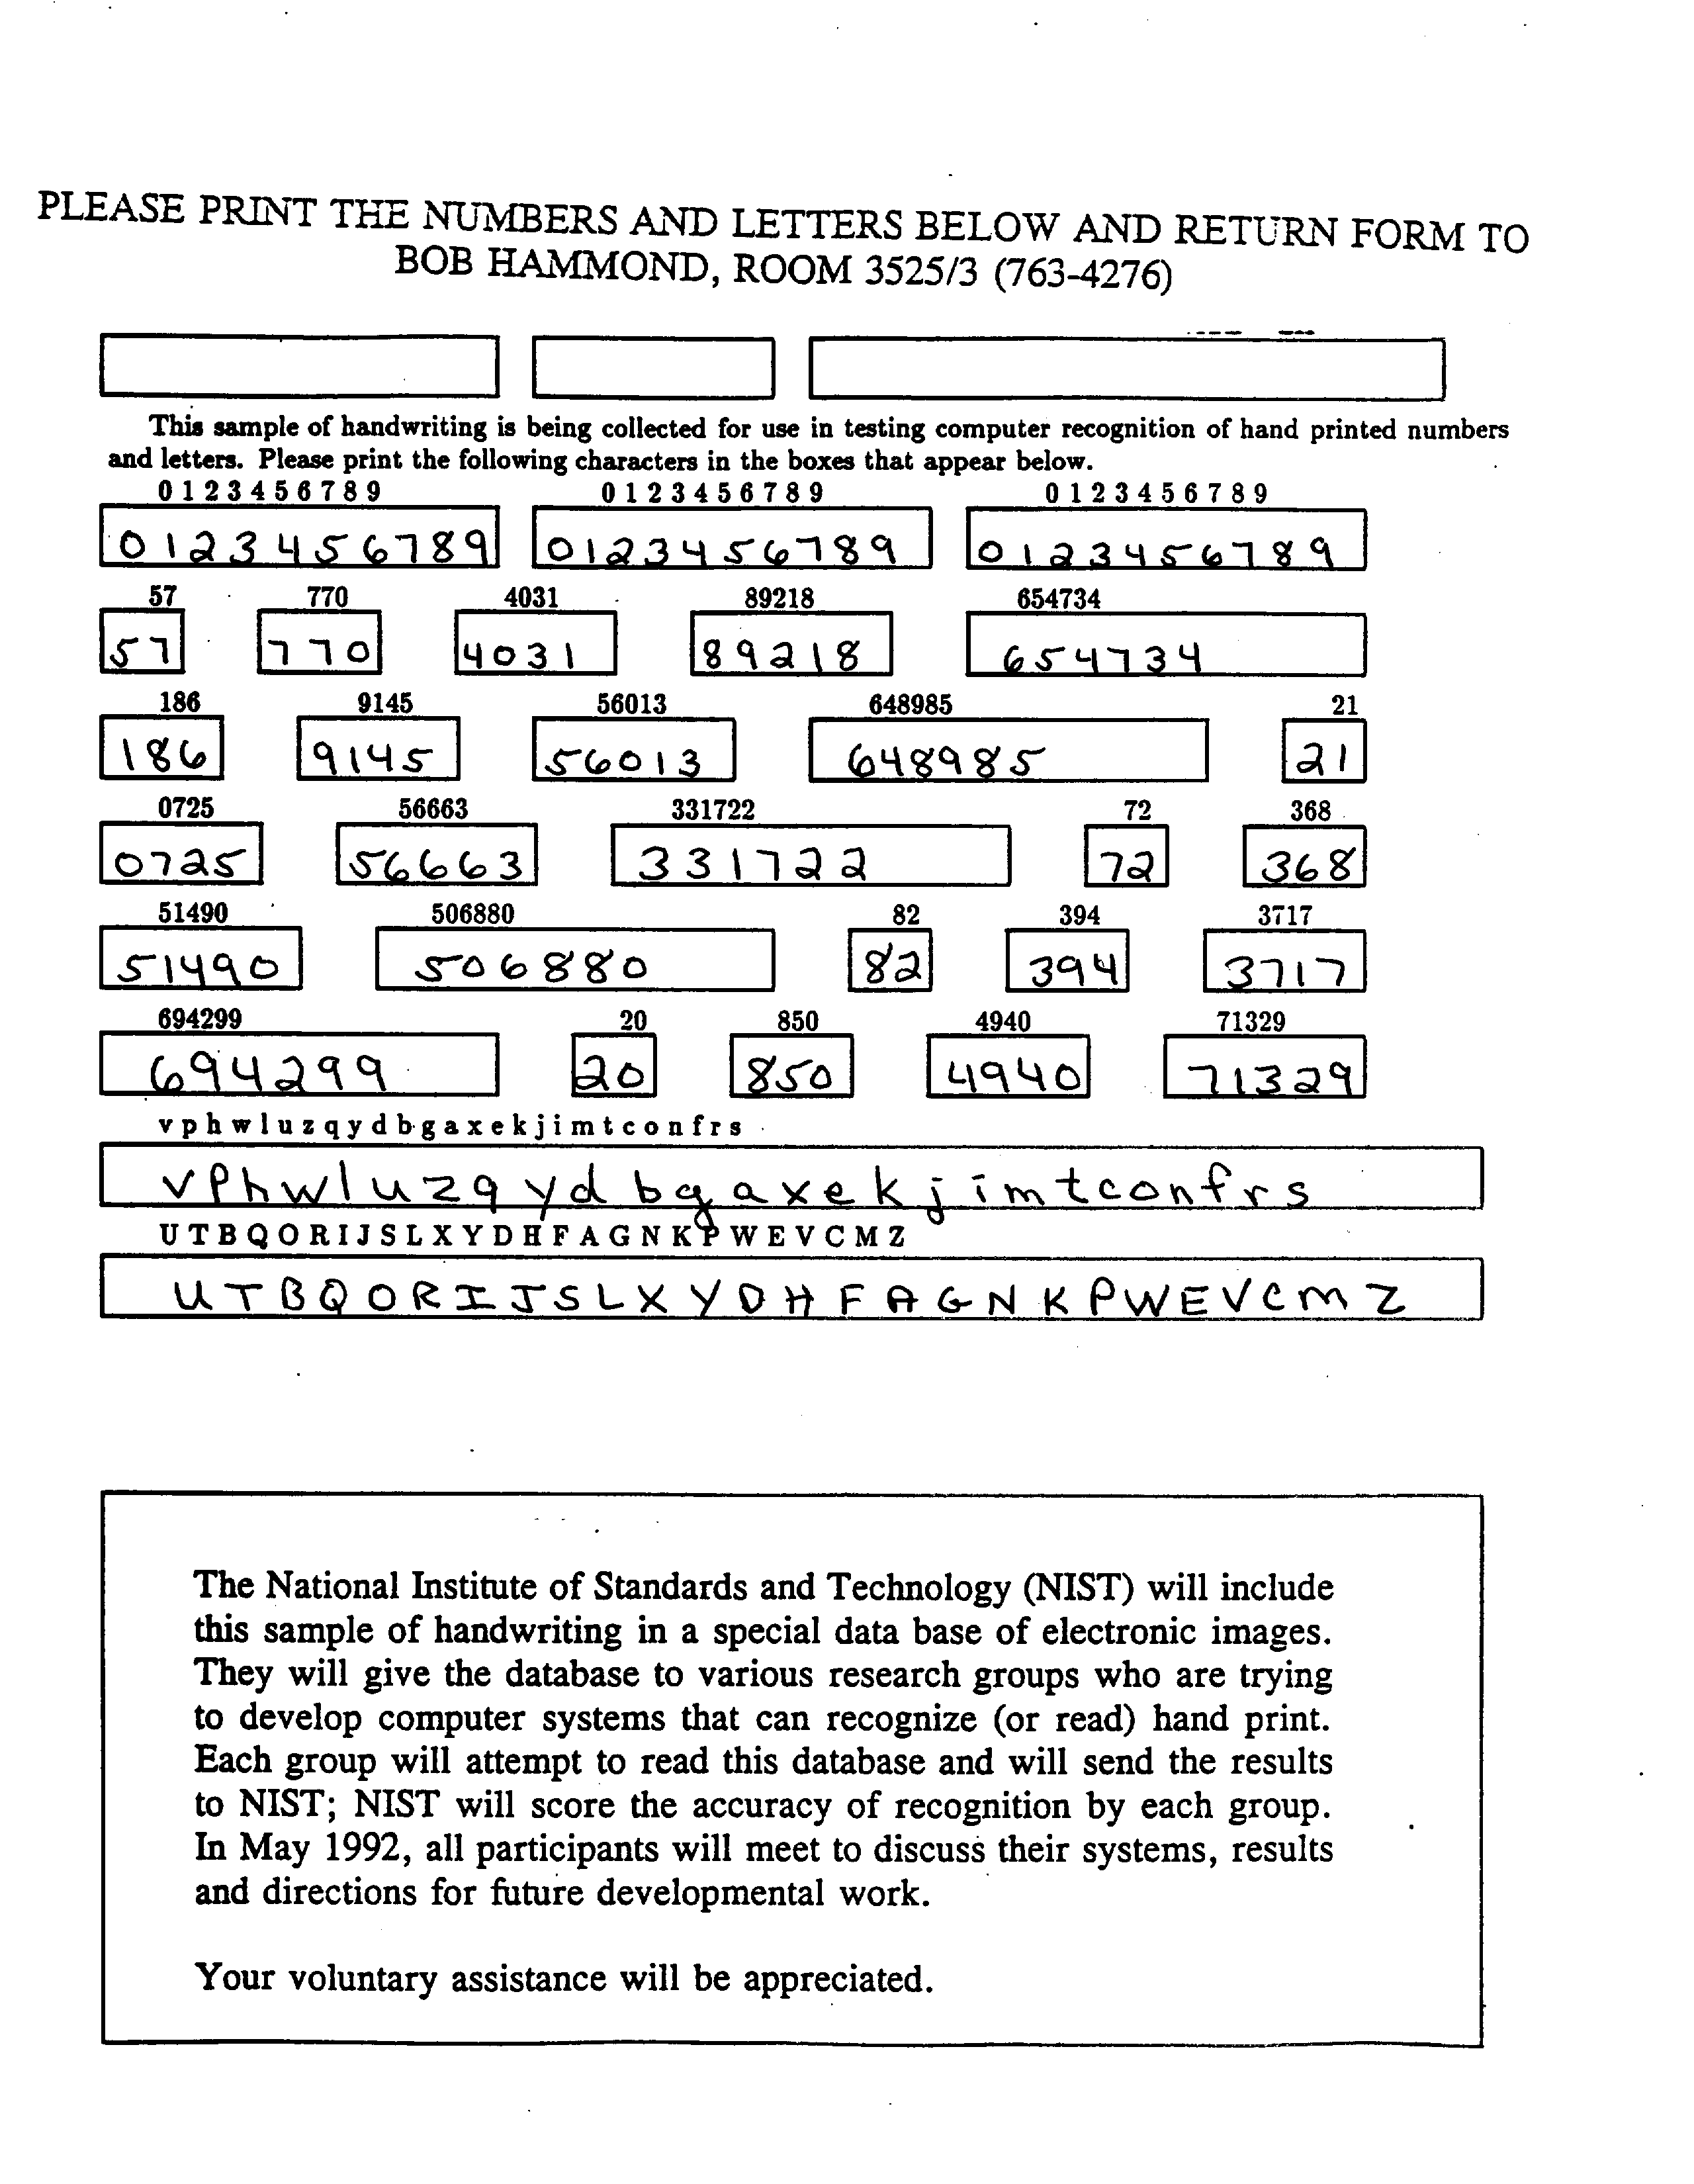 PLEASE PRINT THE NUMBERS AND LETTERS BELOW AND RETURN FORM TO
BOB HAMMOND, ROOM 3525/3 (763-4276)
This sample of handwriting is being collected for use in testing computer recognition of hand printed numbers
and letters. Please print the following characters in the boxes that appear below.
0 1 2 3 4 5 6 7 8 9 0 1 2 3 4 5 6 7 8 9 0 1 2 3 4 5 6 7 8 9
0123456789 0123456789 0123456789
57 770 4031 89218 654734
57 770 4031 89218 654734
186 9145 56013 648985 21
186 9145 56013 648985 21
0725 56663 331722 72 368
0725 56663 331722 72 368
51490 506880 82 394 3717
51490 506880 82 394 3717
694299 20 850 4940 71329
694299 20 850 4940 71329
v p h w l u z q y d b g a x e k j i m t c o n f r s
v p h w l u z q y d b g a x e k j i m t c o n f r s
U T B Q O R I J S L X Y D H F A G N K P W E V C M Z
U T B Q O R I J S L X Y D H F A G N K P W E V C M Z
The National Institute of Standards and Technology (NIST) will include
this sample of handwriting in a special data base of electronic images.
They will give the database to various research groups who are trying
to develop computer systems that can recognize (or read) hand print.
Each group will attempt to read this database and will send the results
to NIST; NIST will score the accuracy of recognition by each group.
In May 1992, all participants will meet to discuss their systems, results
and directions for future developmental work.
Your voluntary assistance will be appreciated.